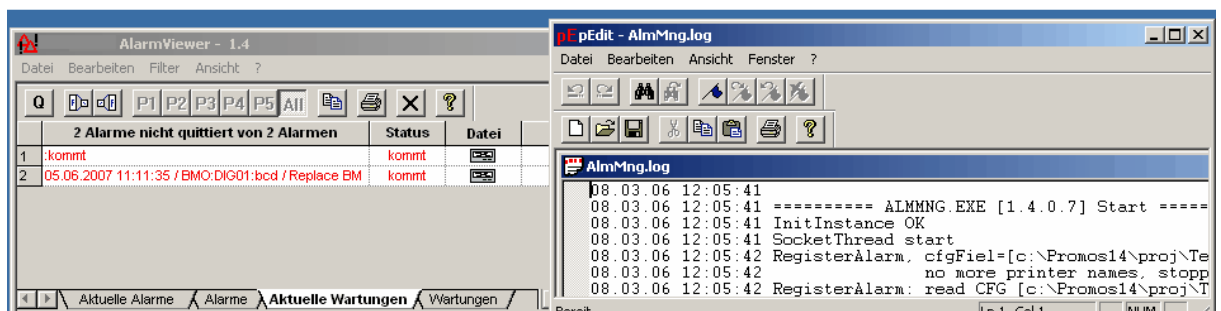 AlarmViewer - 1.4
Datei Bearbeiten Filter Ansicht ?
Q P1 P2 P3 P4 P5 All
2 Alarme nicht quittiert von 2 Alarmen Status Datei
1 :kommt kommt
2 05.06.2007 11:11:35 / BMO:DIG01:bcd / Replace BM kommt
Aktuelle Alarme Alarme Aktuelle Wartungen Wartungen
pE pEdit - AlmMng.log
Datei Bearbeiten Ansicht Fenster ?
AlmMng.log
08.03.06 12:05:41
08.03.06 12:05:41 ========== ALMMNG.EXE [1.4.0.7] Start =====
08.03.06 12:05:41 InitInstance OK
08.03.06 12:05:41 SocketThread start
08.03.06 12:05:42 RegisterAlarm, cfgFiel=[c:\Promos14\proj\Te
08.03.06 12:05:42 no more printer names, stopp
08.03.06 12:05:42 RegisterAlarm: read CFG [c:\Promos14\proj\T
Bereit Ln 1, Col 1 NUM